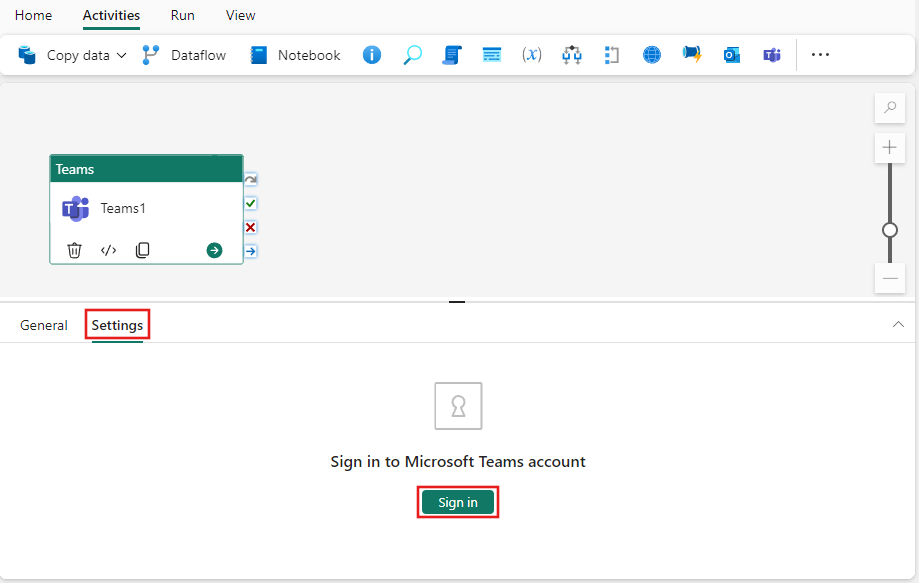 Home Activities Run View
Copy data Dataflow Notebook (x) ...
Teams
Teams1
General Settings
Sign in to Microsoft Teams account
Sign in